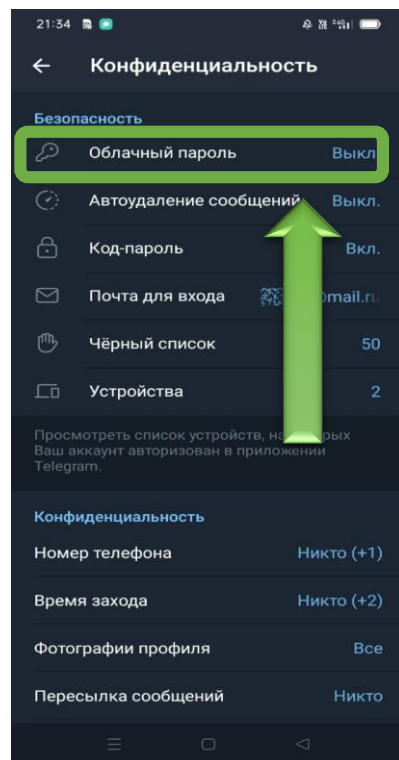 21:34
Конфиденциальность
Безопасность
Облачный пароль Выкл
Автоудаление сообщений Выкл.
Код-пароль Вкл.
Почта для входа @mail.ru
Чёрный список 50
Устройства 2
Просмотреть список устройств, на
Ваш аккаунт авторизован в приложении
Telegram.
Конфиденциальность
Номер телефона Никто (+1)
Время захода Никто (+2)
Фотографии профиля Все
Пересылка сообщений Никто